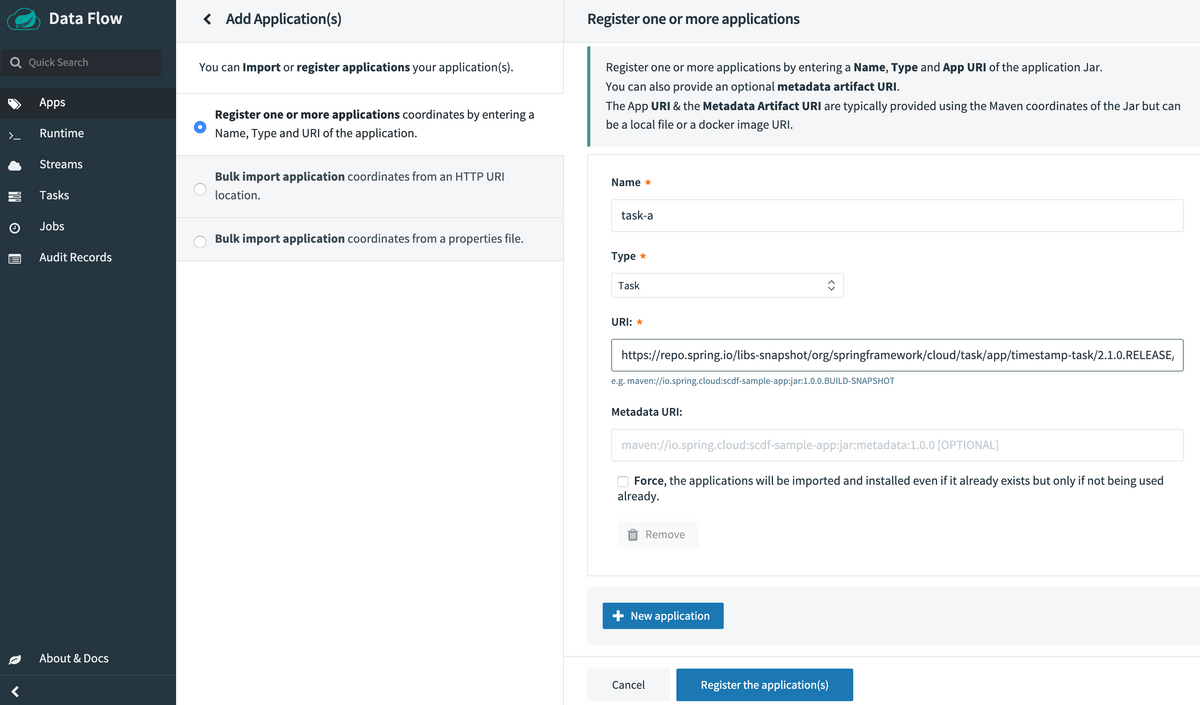 Data Flow
Quick Search
Apps
Runtime
Streams
Tasks
Jobs
Audit Records
About & Docs
Add Application(s)
You can Import or register applications your application(s).
Register one or more applications coordinates by entering a
Name, Type and URI of the application.
Bulk import application coordinates from an HTTP URI
location.
Bulk import application coordinates from a properties file.
Register one or more applications
Register one or more applications by entering a Name, Type and App URI of the application Jar.
You can also provide an optional metadata artifact URI.
The App URI & the Metadata Artifact URI are typically provided using the Maven coordinates of the Jar but can
be a local file or a docker image URI.
Name *
task-a
Type *
Task
URI: *
https://repo.spring.io/libs-snapshot/org/springframework/cloud/task/app/timestamp-task/2.1.0.RELEASE/
e.g. maven://io.spring.cloud:scdf-sample-app:jar:1.0.0.BUILD-SNAPSHOT
Metadata URI:
maven://io.spring.cloud:scdf-sample-app:jar:metadata:1.0.0 [OPTIONAL]
Force, the applications will be imported and installed even if it already exists but only if not being used
already.
Remove
New application
Cancel
Register the application(s)